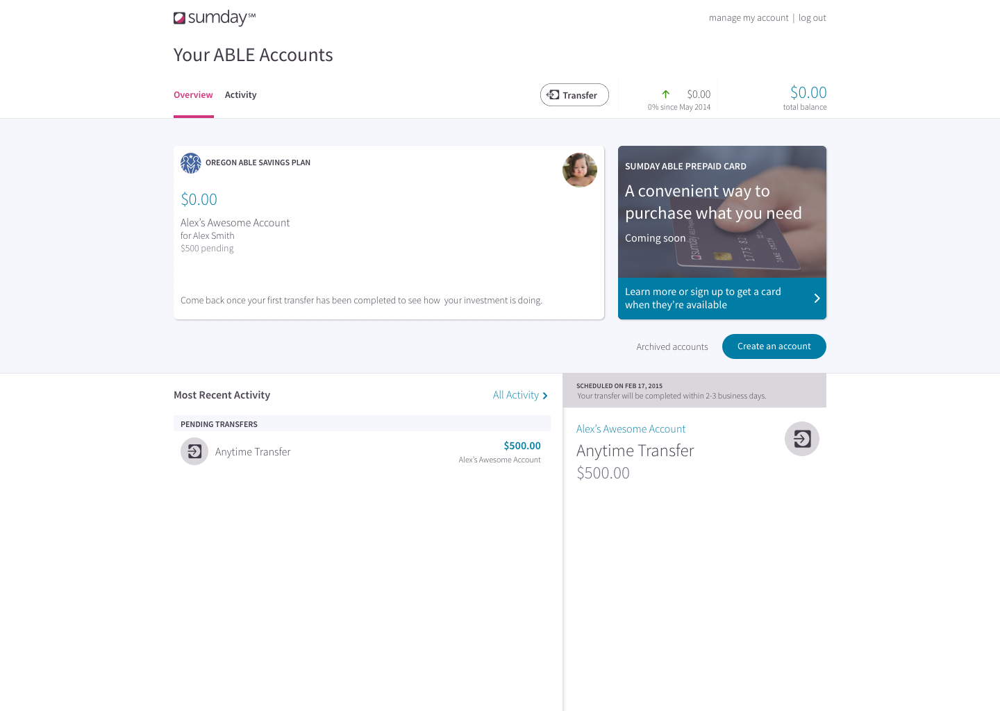 sumday℠
manage my account | log out
Your ABLE Accounts
Overview Activity
Transfer
$0.00
0% since May 2014
$0.00
total balance
OREGON ABLE SAVINGS PLAN
$0.00
Alex’s Awesome Account
for Alex Smith
$500 pending
Come back once your first transfer has been completed to see how  your investment is doing.
SUMDAY ABLE PREPAID CARD
A convenient way to
purchase what you need
Coming soon
sumday
1775 82
JANE SMITH
Learn more or sign up to get a card
when they’re available
Archived accounts
Create an account
Most Recent Activity
All Activity
PENDING TRANSFERS
Anytime Transfer
$500.00
Alex’s Awesome Account
SCHEDULED ON FEB 17, 2015
Your transfer will be completed within 2-3 business days.
Alex’s Awesome Account
Anytime Transfer
$500.00